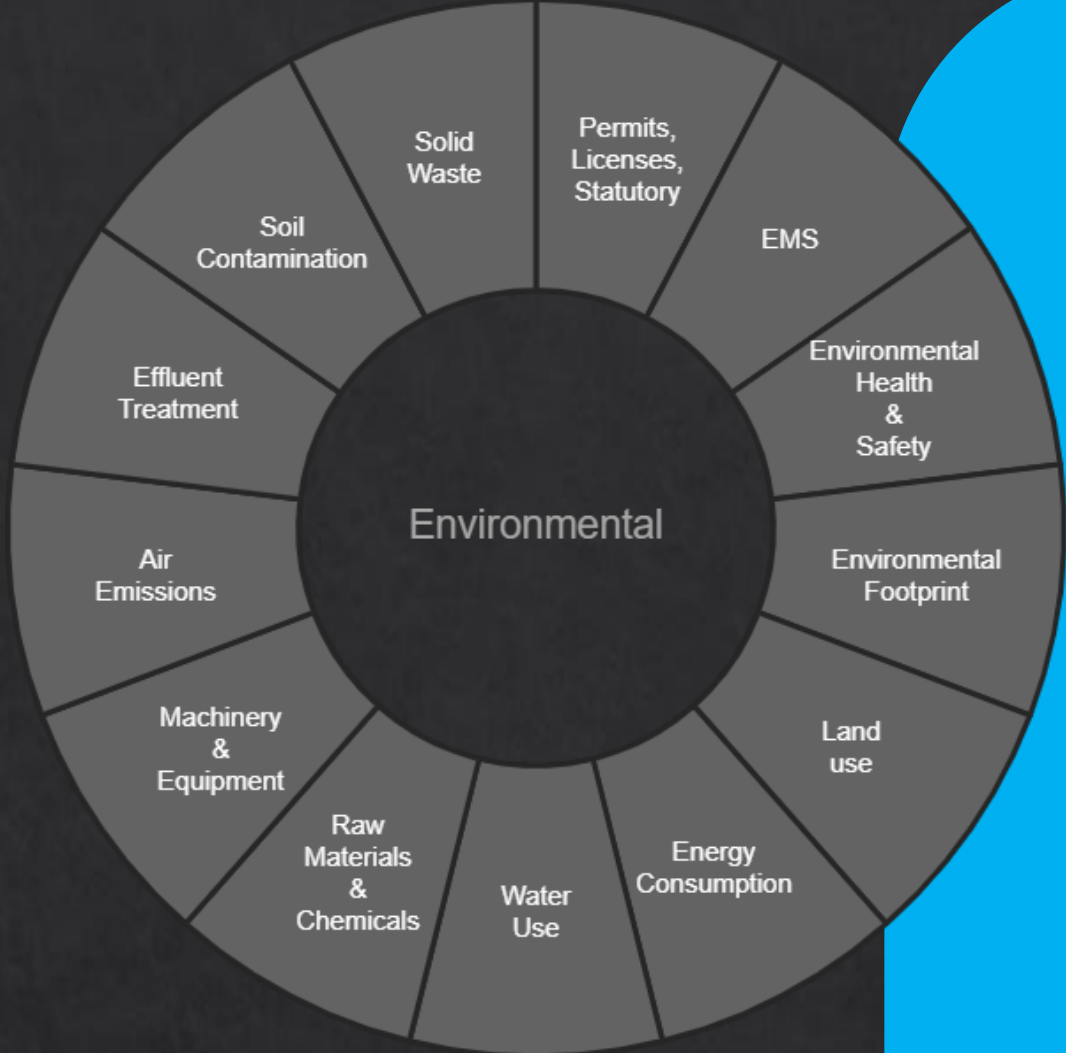 Permits,
Licenses,
Statutory
EMS
Environmental
Health
&
Safety
Environmental
Footprint
Land
use
Energy
Consumption
Water
Use
Raw
Materials
&
Chemicals
Machinery
&
Equipment
Air
Emissions
Effluent
Treatment
Soil
Contamination
Solid
Waste
Environmental